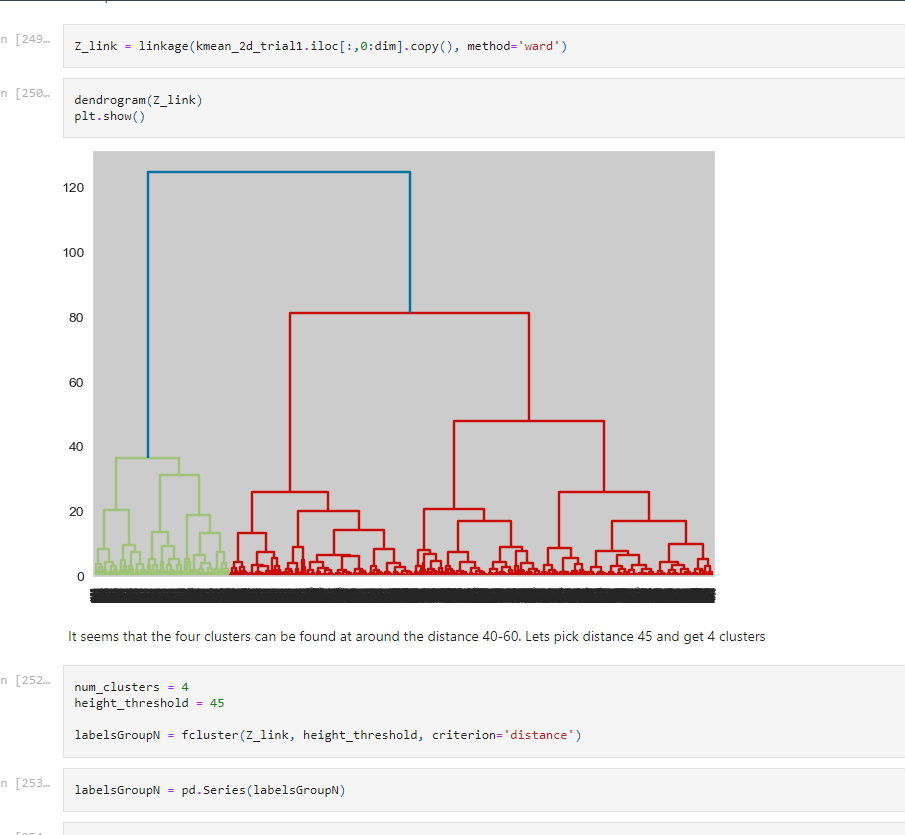 n [249...
Z_link = linkage(kmean_2d_trial1.iloc[:,0:dim].copy(), method='ward')
n [250...
dendrogram(Z_link)
plt.show()
120
100
80
60
40
20
0
It seems that the four clusters can be found at around the distance 40-60. Lets pick distance 45 and get 4 clusters
n [252...
num_clusters = 4
height_threshold = 45
labelsGroupN = fcluster(Z_link, height_threshold, criterion='distance')
n [253...
labelsGroupN = pd.Series(labelsGroupN)